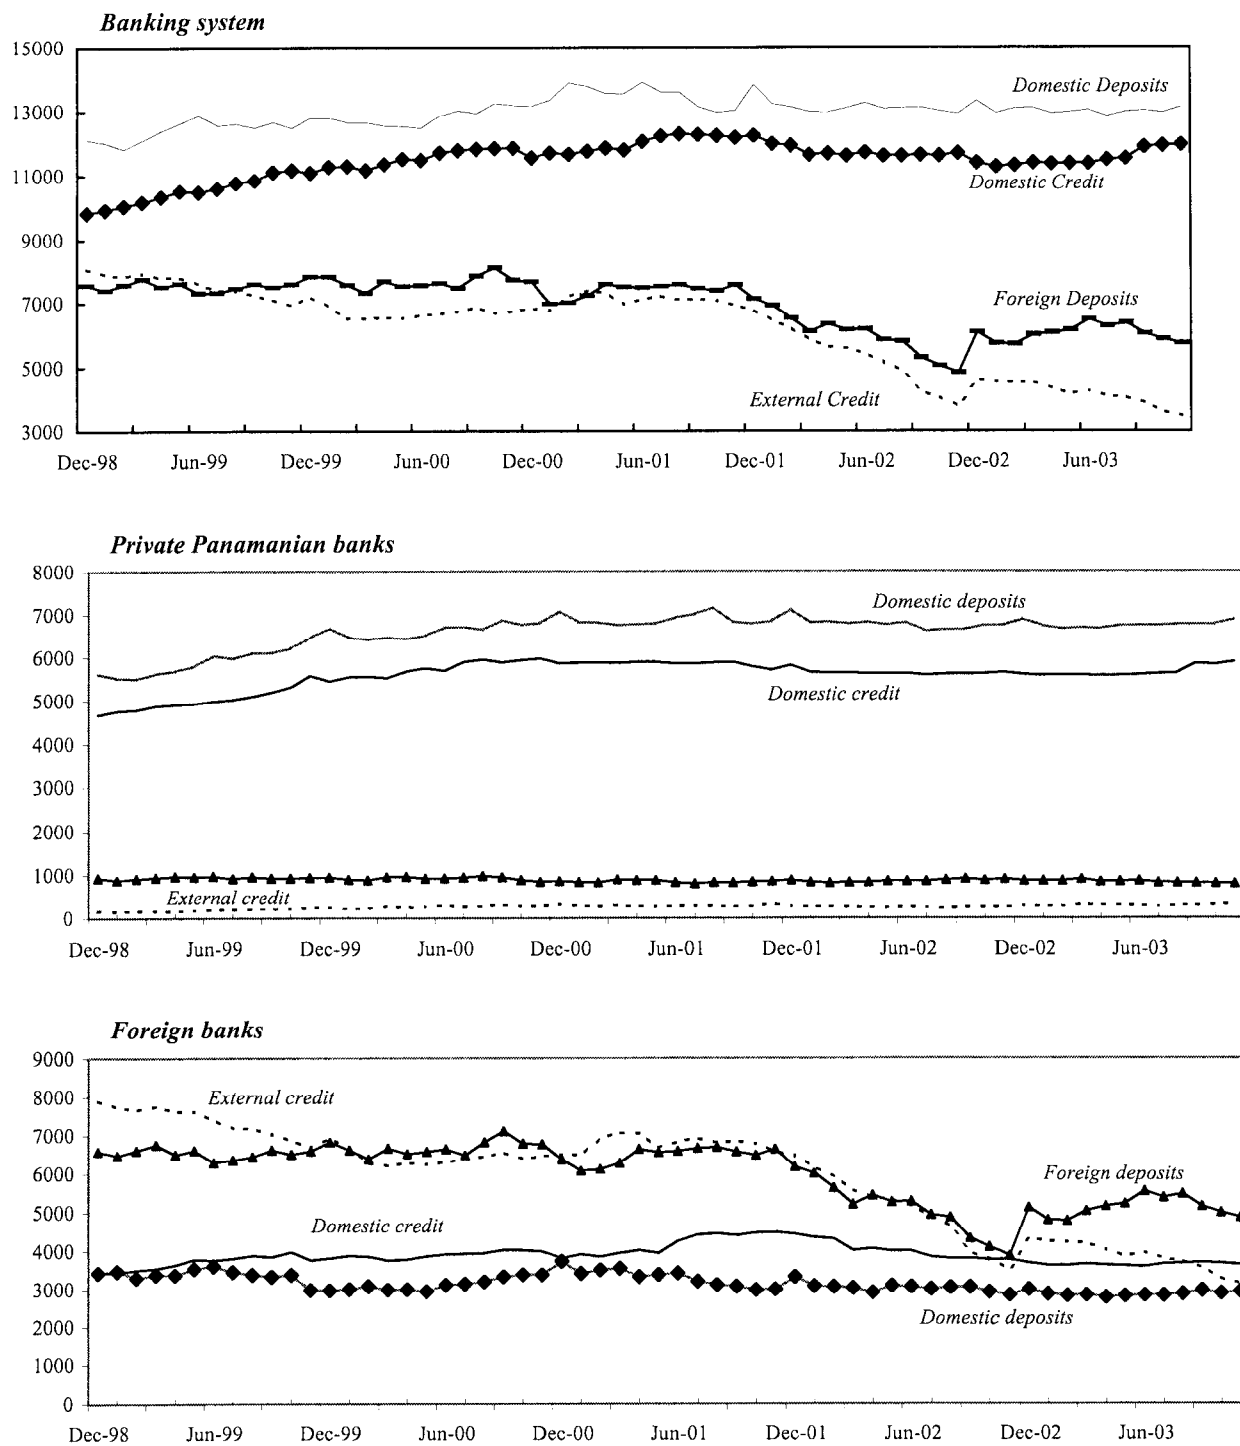 Banking system
15000
Domestic Deposits
13000
11000
Domestic Credit
9000
7000
Foreign Deposits
5000
External Credit
3000
Dec-98 Jun-99 Dec-99 Jun-00 Dec-00 Jun-01 Dec-01 Jun-02 Dec-02 Jun-03
Private Panamanian banks
8000
Domestic deposits
7000
6000
Domestic credit
5000
4000
3000
2000
1000
External credit
0
Dec-98 Jun-99 Dec-99 Jun-00 Dec-00 Jun-01 Dec-01 Jun-02 Dec-02 Jun-03
Foreign banks
9000
External credit
8000
7000
Foreign deposits
6000
5000
Domestic credit
4000
3000
Domestic deposits
2000
1000
0
Dec-98 Jun-99 Dec-99 Jun-00 Dec-00 Jun-01 Dec-01 Jun-02 Dec-02 Jun-03